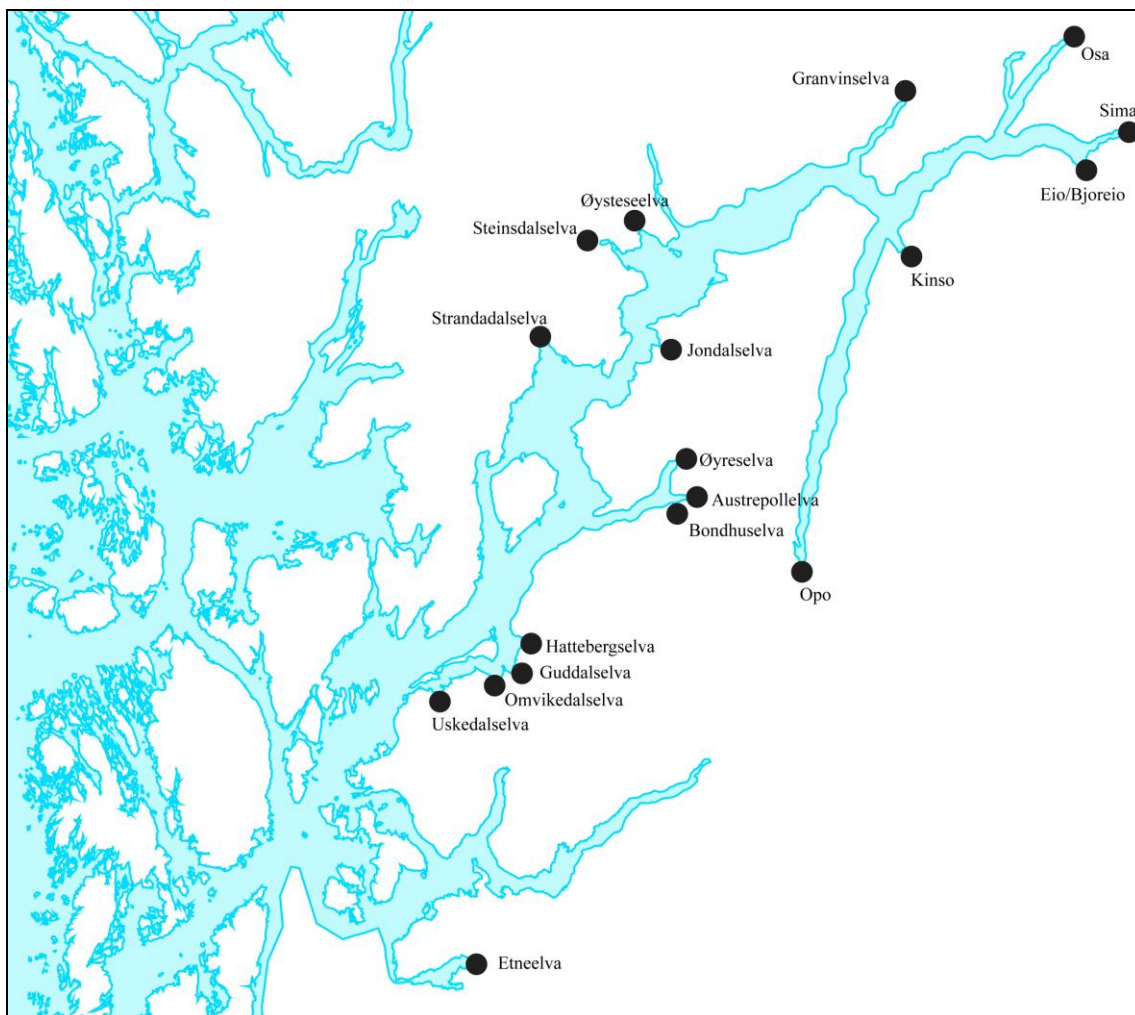 Osa
Granvinselva
Sima
Eio/Bjoreio
Øysteseelva
Steinsdalselva
Kinso
Strandadalselva
Jondalselva
Øyreselva
Austrepollelva
Bondhuselva
Opo
Hattebergselva
Guddalselva
Omvikedalselva
Uskedalselva
Etneelva